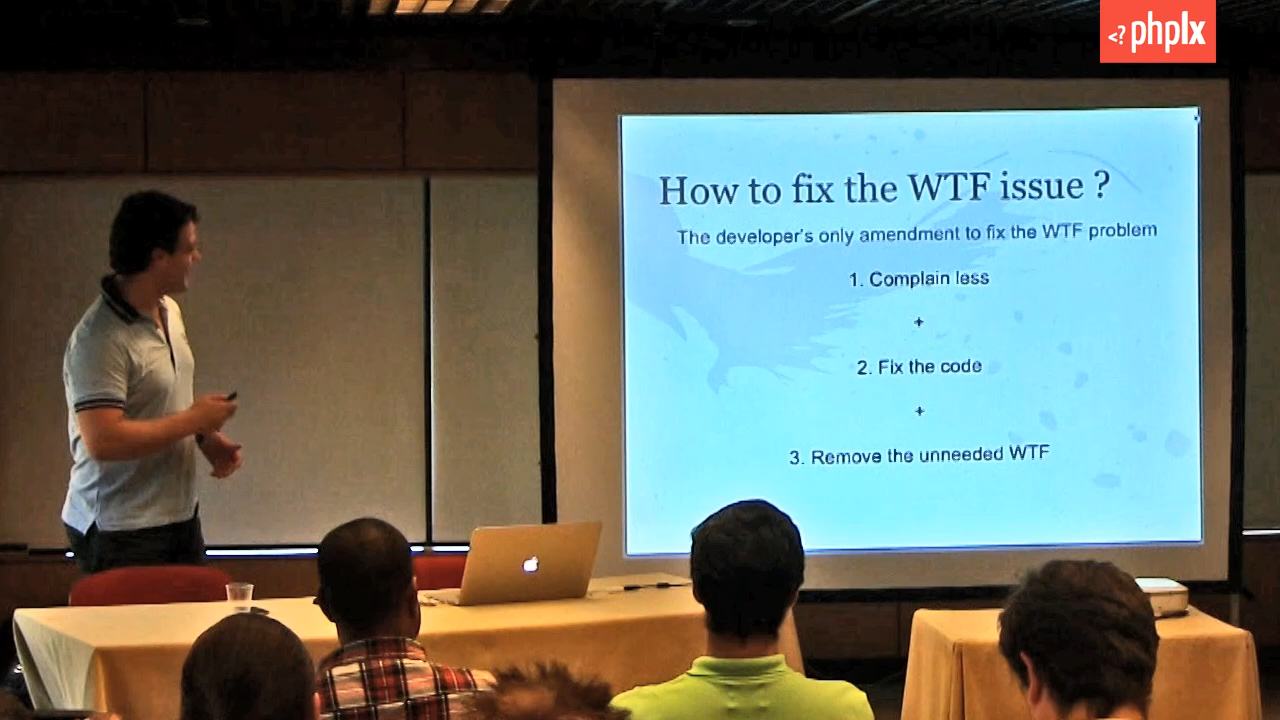 <? phplx
How to fix the WTF issue ?
The developer's only amendment to fix the WTF problem
1. Complain less
+
2. Fix the code
+
3. Remove the unneeded WTF